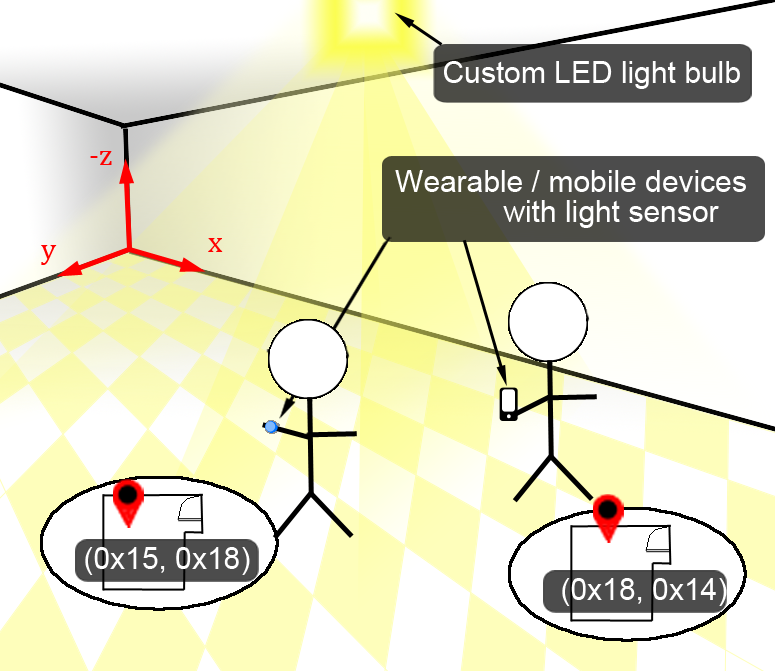 Custom LED light bulb
-z
Wearable / mobile devices
with light sensor
y
x
(0x15, 0x18)
(0x18, 0x14)